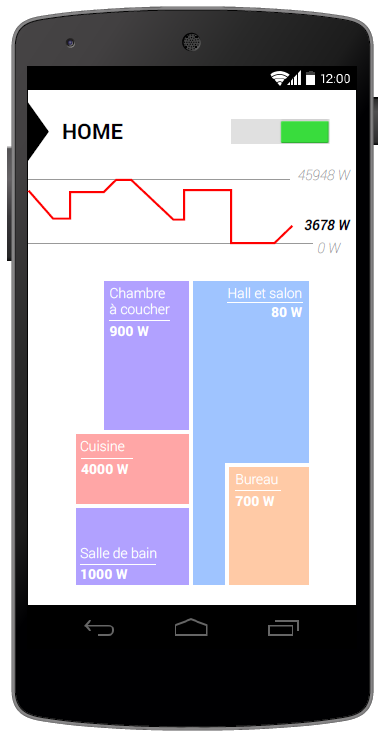 12:00
HOME
45948 W
3678 W
0 W
Chambre
à coucher
900 W
Hall et salon
80 W
Cuisine
4000 W
Bureau
700 W
Salle de bain
1000 W